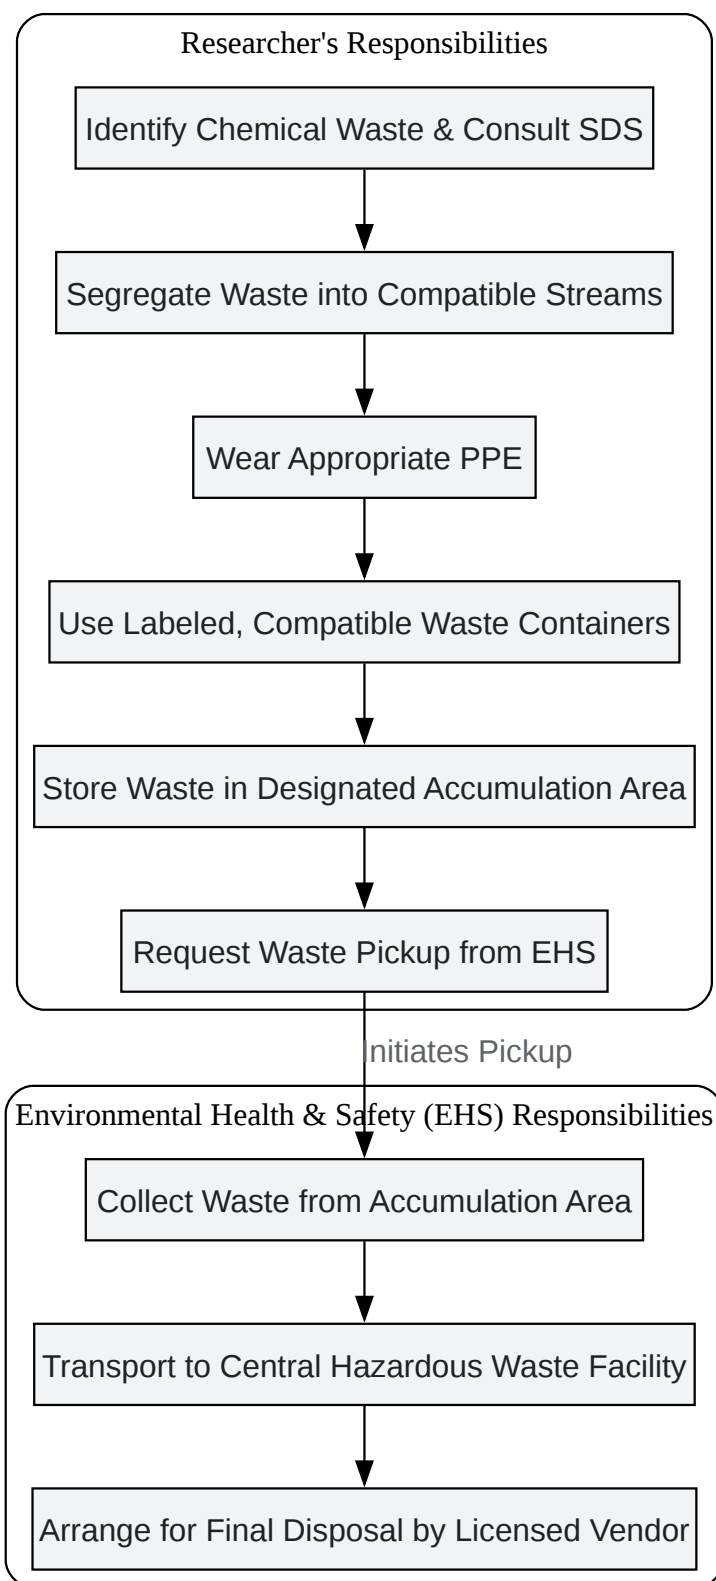 Researcher's Responsibilities
Identify Chemical Waste & Consult SDS
Segregate Waste into Compatible Streams
Wear Appropriate PPE
Use Labeled, Compatible Waste Containers
Store Waste in Designated Accumulation Area
Request Waste Pickup from EHS
Initiates Pickup
Environmental Health & Safety (EHS) Responsibilities
Collect Waste from Accumulation Area
Transport to Central Hazardous Waste Facility
Arrange for Final Disposal by Licensed Vendor